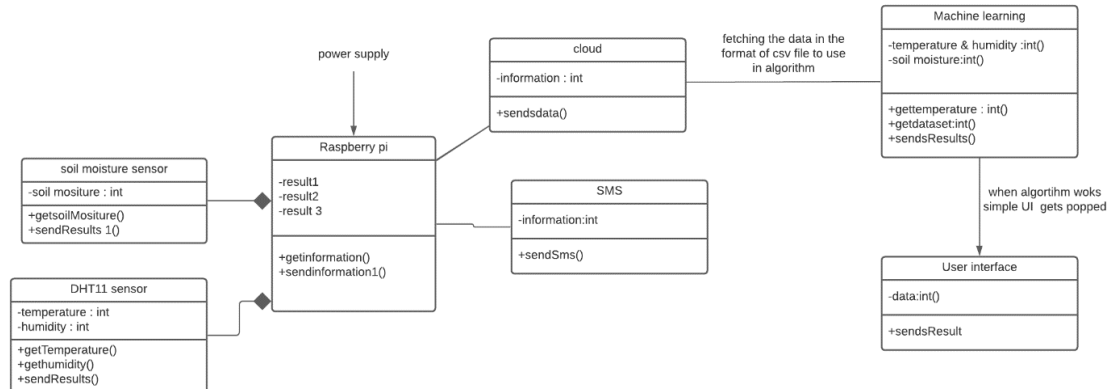 power supply
soil moisture sensor
-soil mositure : int
+getsoilMositure()
+sendResults 1()
DHT11 sensor
-temperature : int
-humidity : int
+getTemperature()
+gethumidity()
+sendResults()
Raspberry pi
-result1
-result2
-result 3
+getinformation()
+sendinformation1()
cloud
-information : int
+sendsdata()
SMS
-information:int
+sendSms()
fetching the data in the
format of csv file to use
in algorithm
Machine learning
-temperature & humidity :int()
-soil moisture:int()
+gettemperature : int()
+getdataset:int()
+sendsResults()
when algortihm woks
simple UI gets popped
User interface
-data:int()
+sendsResult